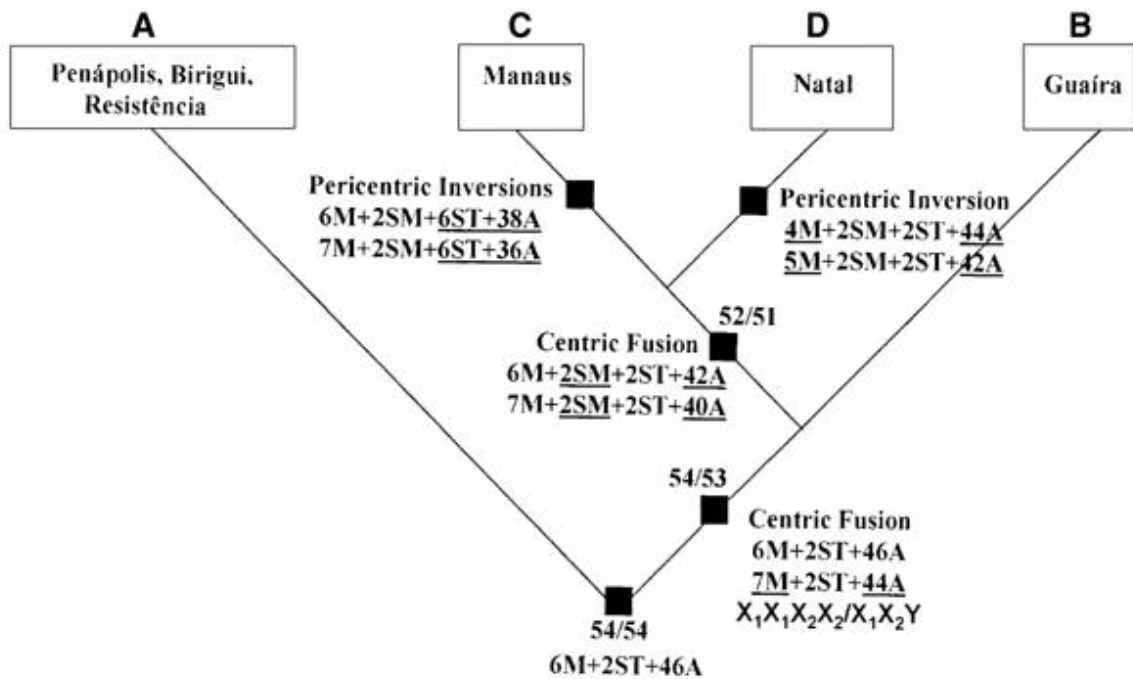 A
C
D
B
Penápolis, Birigui,
Resistência
Manaus
Natal
Guaíra
Pericentric Inversions
6M+2SM+6ST+38A
7M+2SM+6ST+36A
Pericentric Inversion
4M+2SM+2ST+44A
5M+2SM+2ST+42A
52/51
Centric Fusion
6M+2SM+2ST+42A
7M+2SM+2ST+40A
54/53
Centric Fusion
6M+2ST+46A
7M+2ST+44A
X₁X₁X₂X₂/X₁X₂Y
54/54
6M+2ST+46A